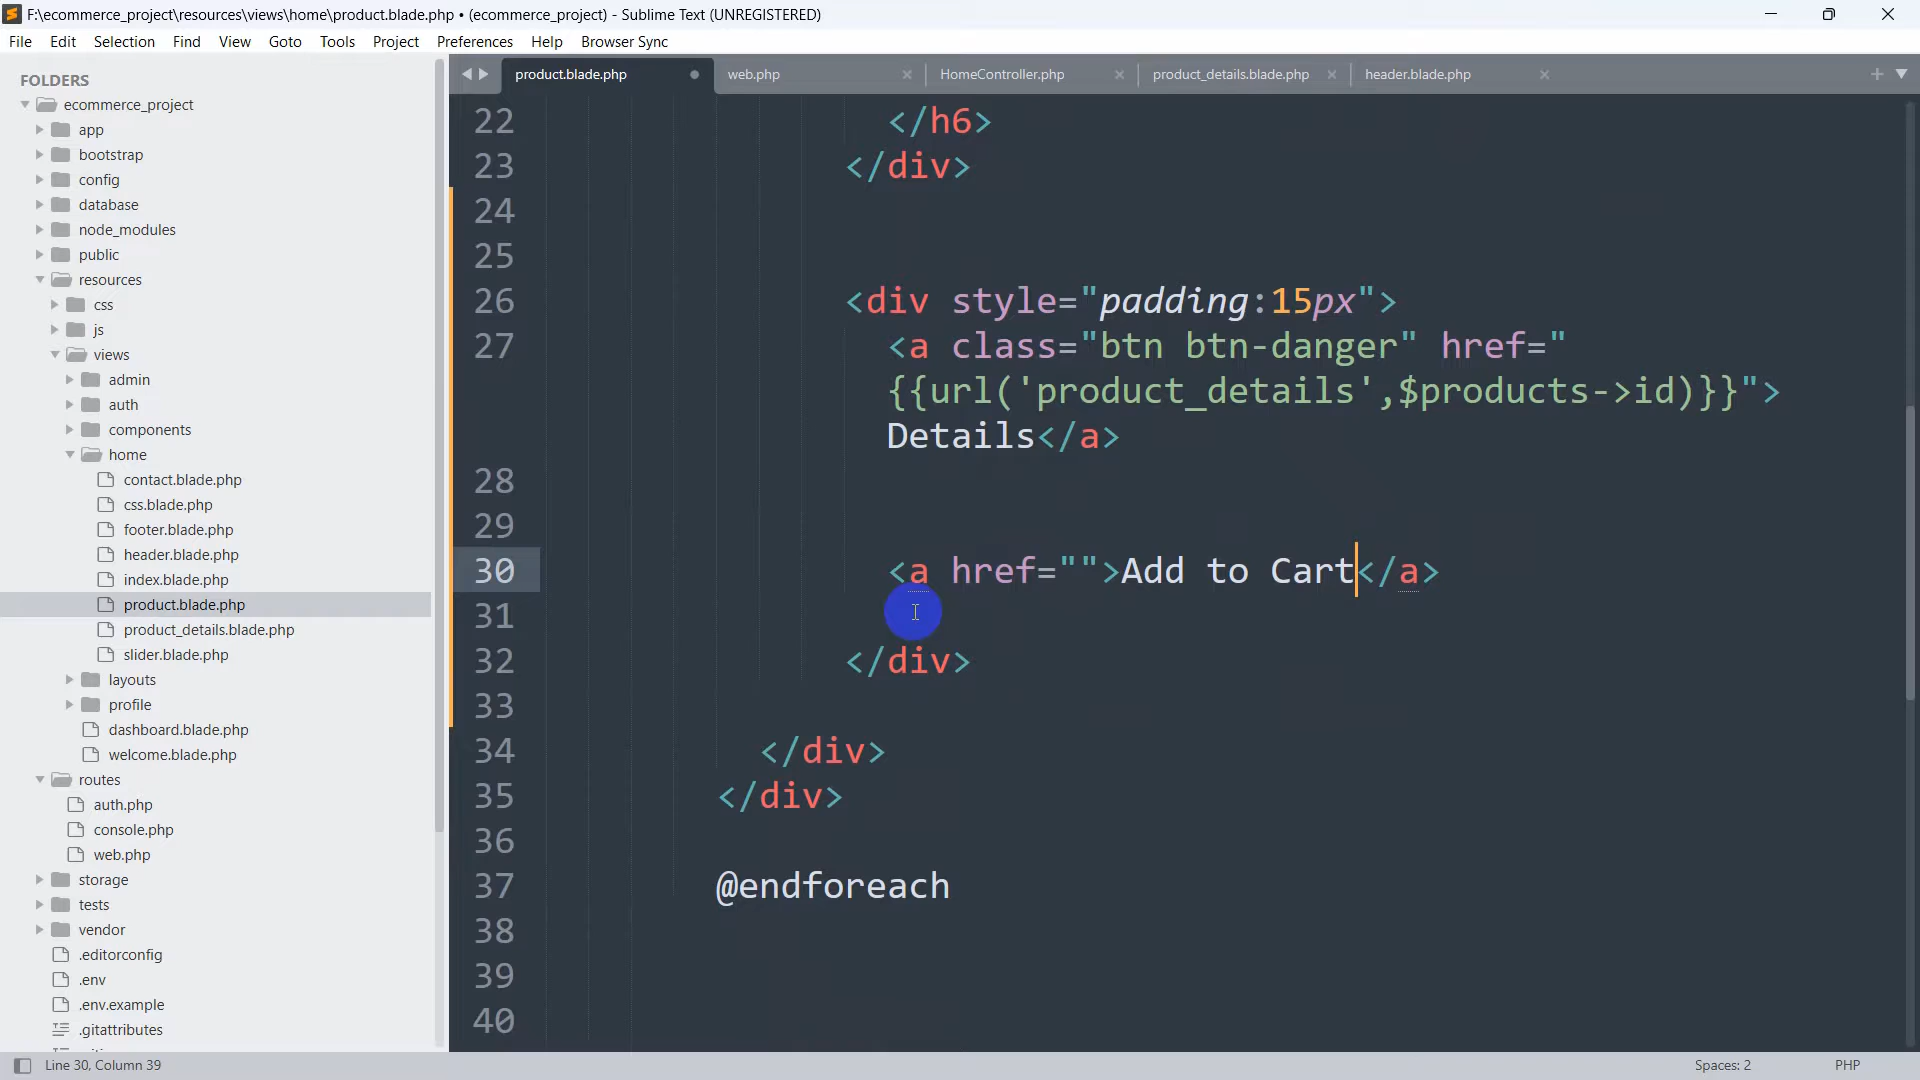 F:\ecommerce_project\resources\views\home\product.blade.php • (ecommerce_project) - Sublime Text (UNREGISTERED)
File Edit Selection Find View Goto Tools Project Preferences Help Browser Sync
FOLDERS
ecommerce_project
app
bootstrap
config
database
node_modules
public
resources
css
js
views
admin
auth
components
home
contact.blade.php
css.blade.php
footer.blade.php
header.blade.php
index.blade.php
product.blade.php
product_details.blade.php
slider.blade.php
layouts
profile
dashboard.blade.php
welcome.blade.php
routes
auth.php
console.php
web.php
storage
tests
vendor
.editorconfig
.env
.env.example
.gitattributes
product.blade.php web.php HomeController.php product_details.blade.php header.blade.php
22 </h6>
23 </div>
24
25
26 <div style="padding:15px">
27 <a class="btn btn-danger" href="
{{url('product_details',$products->id)}}">
Details</a>
28
29
30 <a href="">Add to Cart</a>
31
32 </div>
33
34 </div>
35 </div>
36
37 @endforeach
38
39
40
Line 30, Column 39 Spaces: 2 PHP